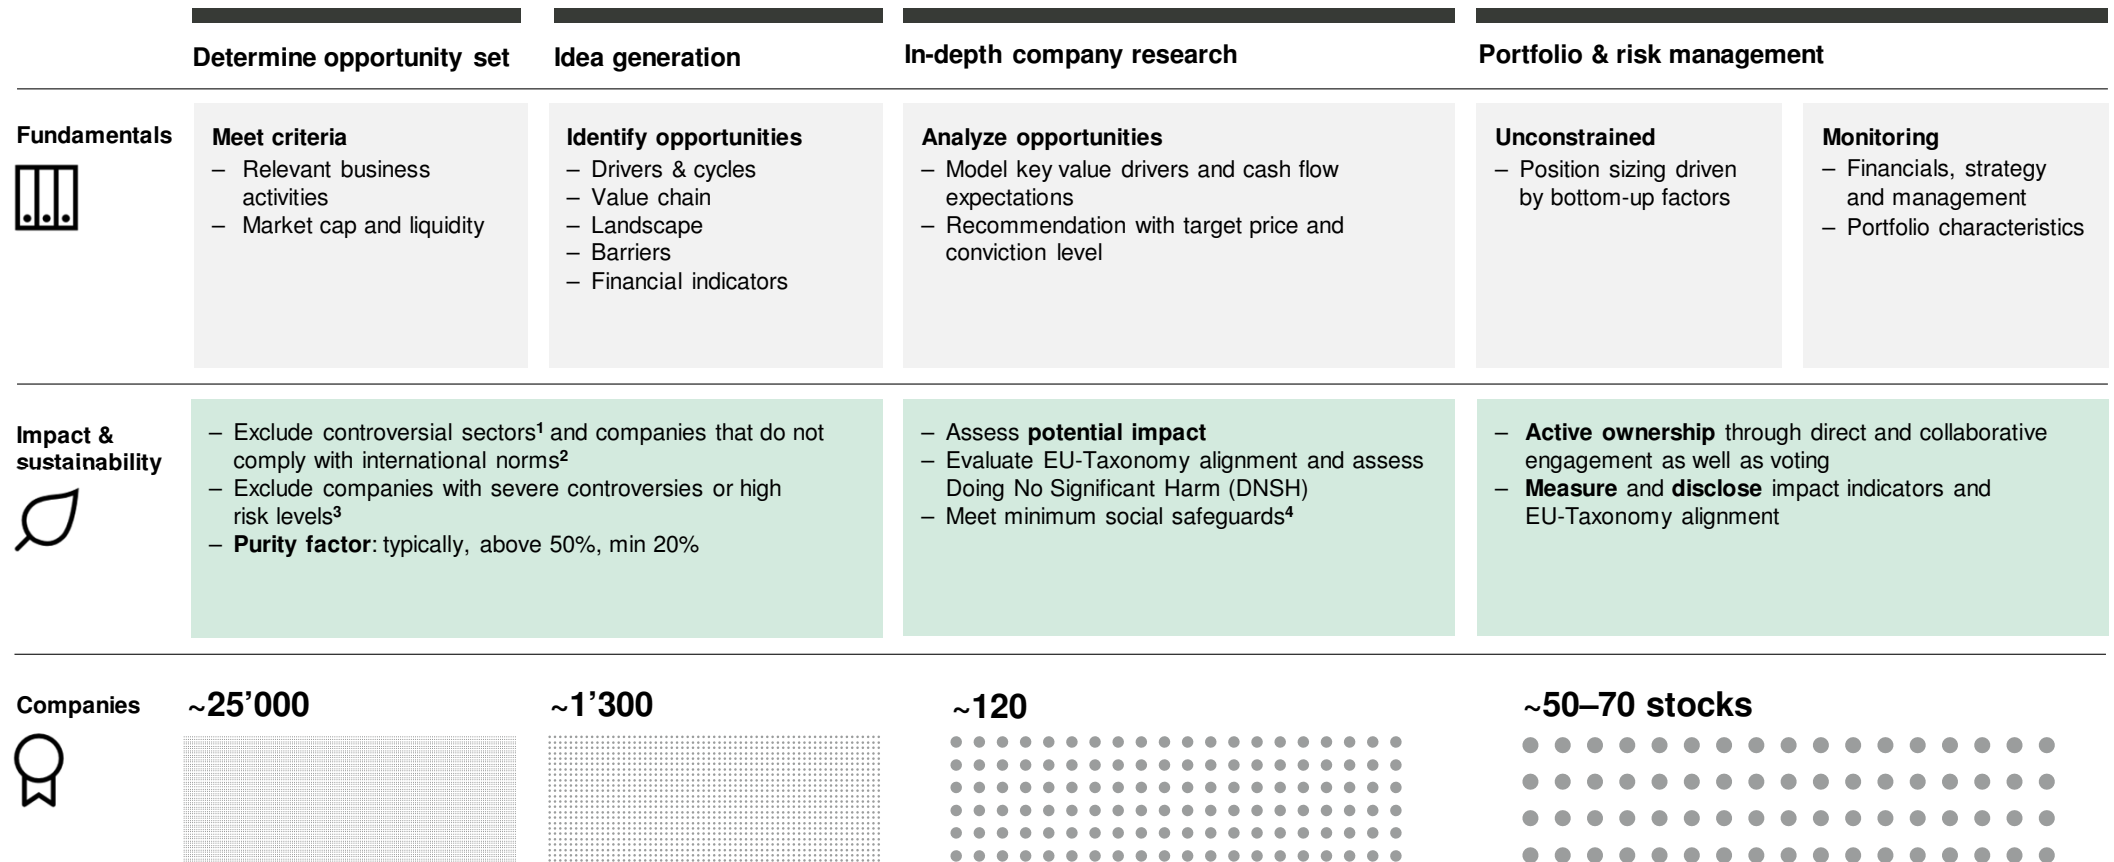 Determine opportunity set
Idea generation
In-depth company research
Portfolio & risk management
Fundamentals
Meet criteria
– Relevant business
activities
– Market cap and liquidity
Identify opportunities
– Drivers & cycles
– Value chain
– Landscape
– Barriers
– Financial indicators
Analyze opportunities
– Model key value drivers and cash flow
expectations
– Recommendation with target price and
conviction level
Unconstrained
– Position sizing driven
by bottom-up factors
Monitoring
– Financials, strategy
and management
– Portfolio characteristics
Impact &
sustainability
– Exclude controversial sectors¹ and companies that do not
comply with international norms²
– Exclude companies with severe controversies or high
risk levels³
– Purity factor: typically, above 50%, min 20%
– Assess potential impact
– Evaluate EU-Taxonomy alignment and assess
Doing No Significant Harm (DNSH)
– Meet minimum social safeguards⁴
– Active ownership through direct and collaborative
engagement as well as voting
– Measure and disclose impact indicators and
EU-Taxonomy alignment
Companies
~25’000
~1’300
~120
~50–70 stocks